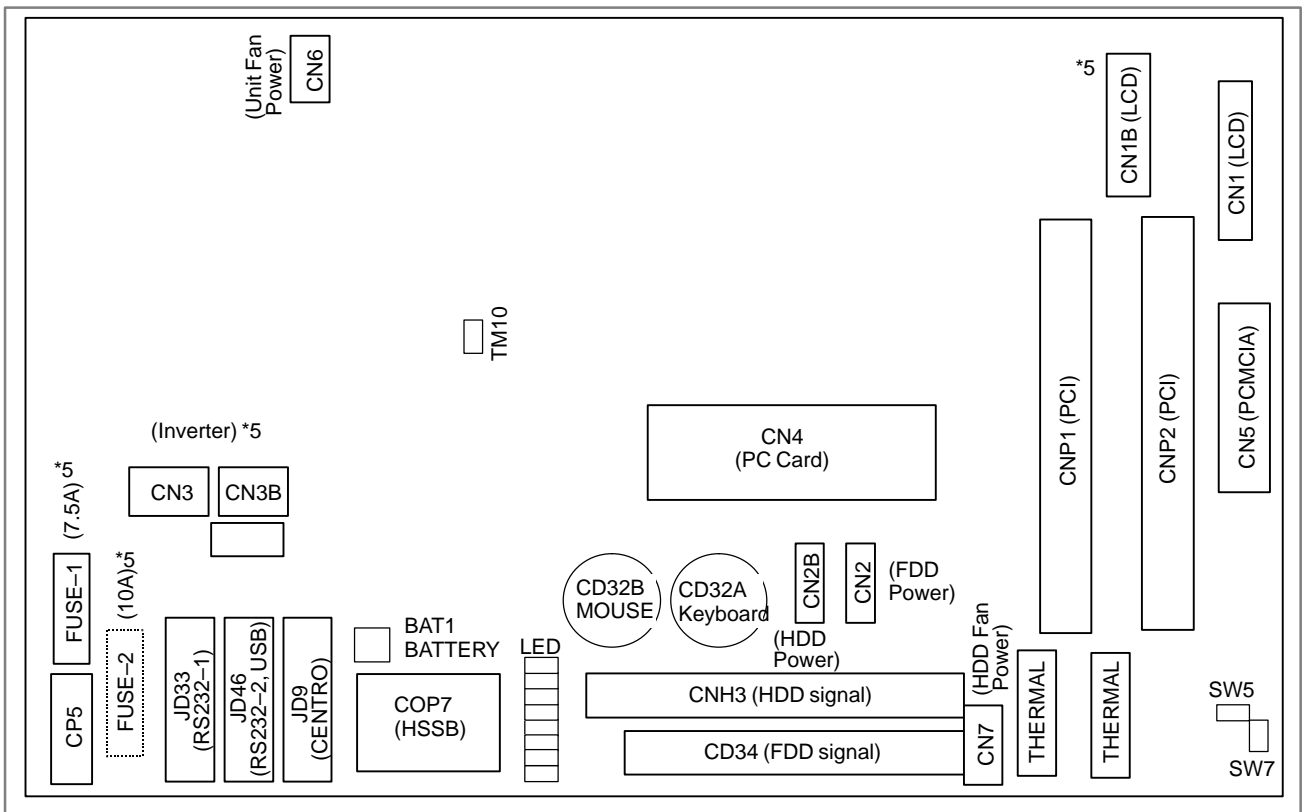 (Unit Fan
Power)
CN6
*5
CN1B (LCD)
CN1 (LCD)
TM10
CNP1 (PCI)
CNP2 (PCI)
CN5 (PCMCIA)
CN4
(PC Card)
(Inverter) *5
CN3
CN3B
(7.5A)*5
FUSE–1
(10A)*5
FUSE–2
CP5
JD33
(RS232–1)
JD46
(RS232–2, USB)
JD9
(CENTRO)
BAT1
BATTERY
COP7
(HSSB)
LED
CD32B
MOUSE
CD32A
Keyboard
CN2B
(HDD
Power)
CN2
(FDD
Power)
CNH3 (HDD signal)
CD34 (FDD signal)
(HDD Fan
Power)
CN7
THERMAL
THERMAL
SW5
SW7